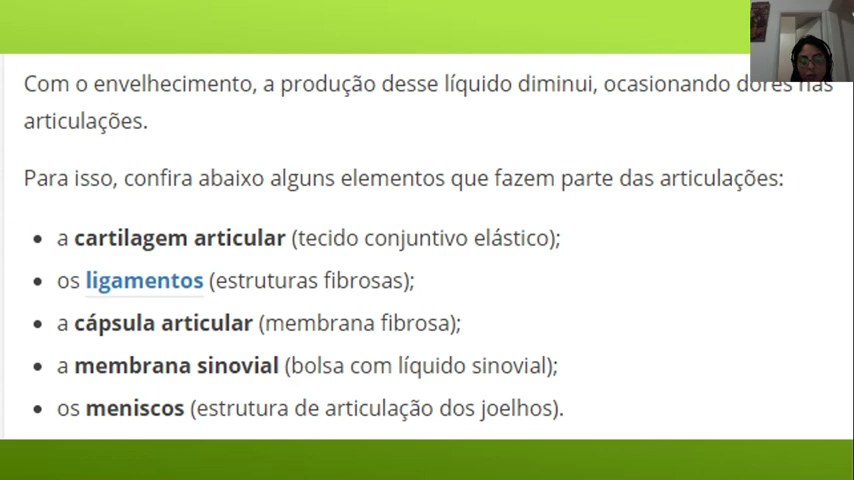 Com o envelhecimento, a produção desse líquido diminui, ocasionando dores nas
articulações.
Para isso, confira abaixo alguns elementos que fazem parte das articulações:
• a cartilagem articular (tecido conjuntivo elástico);
• os ligamentos (estruturas fibrosas);
• a cápsula articular (membrana fibrosa);
• a membrana sinovial (bolsa com líquido sinovial);
• os meniscos (estrutura de articulação dos joelhos).